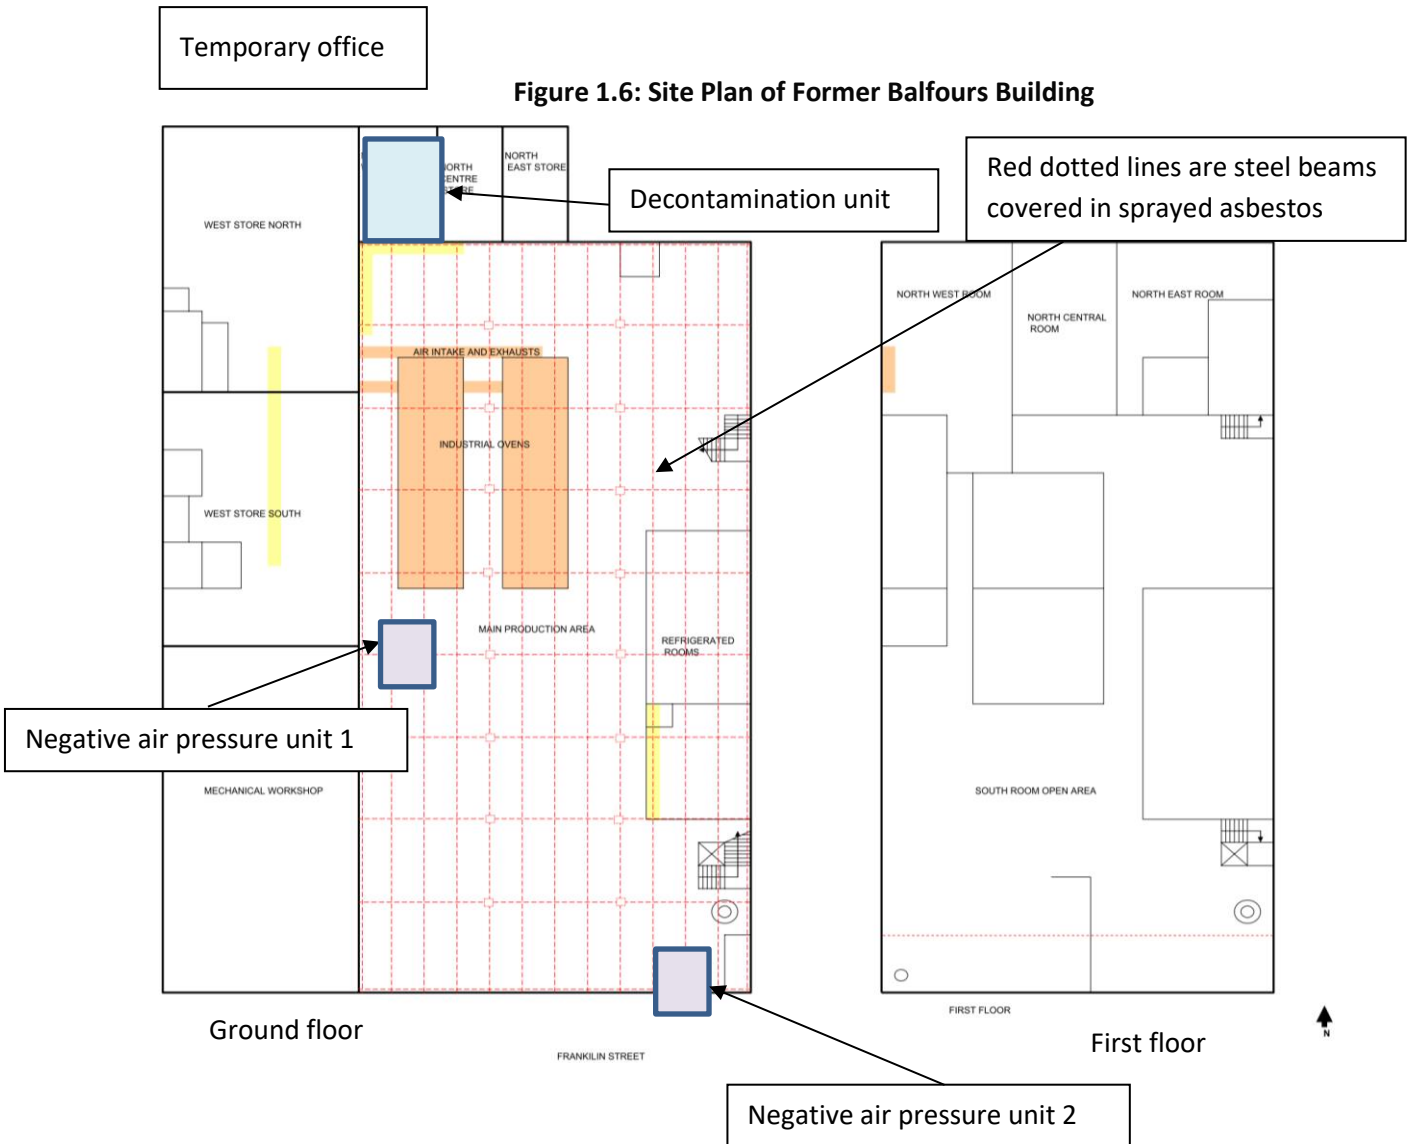 Temporary office
Figure 1.6: Site Plan of Former Balfours Building
Red dotted lines are steel beams
covered in sprayed asbestos
Decontamination unit
NORTH
EAST STORE
WEST STORE NORTH
NORTH WEST ROOM
NORTH CENTRAL
ROOM
NORTH EAST ROOM
AIR INTAKE AND EXHAUSTS
INDUSTRIAL OVENS
WEST STORE SOUTH
MAIN PRODUCTION AREA
REFRIGERATED
ROOMS
Negative air pressure unit 1
MECHANICAL WORKSHOP
SOUTH ROOM OPEN AREA
Ground floor
FIRST FLOOR
First floor
N
FRANKILIN STREET
Negative air pressure unit 2